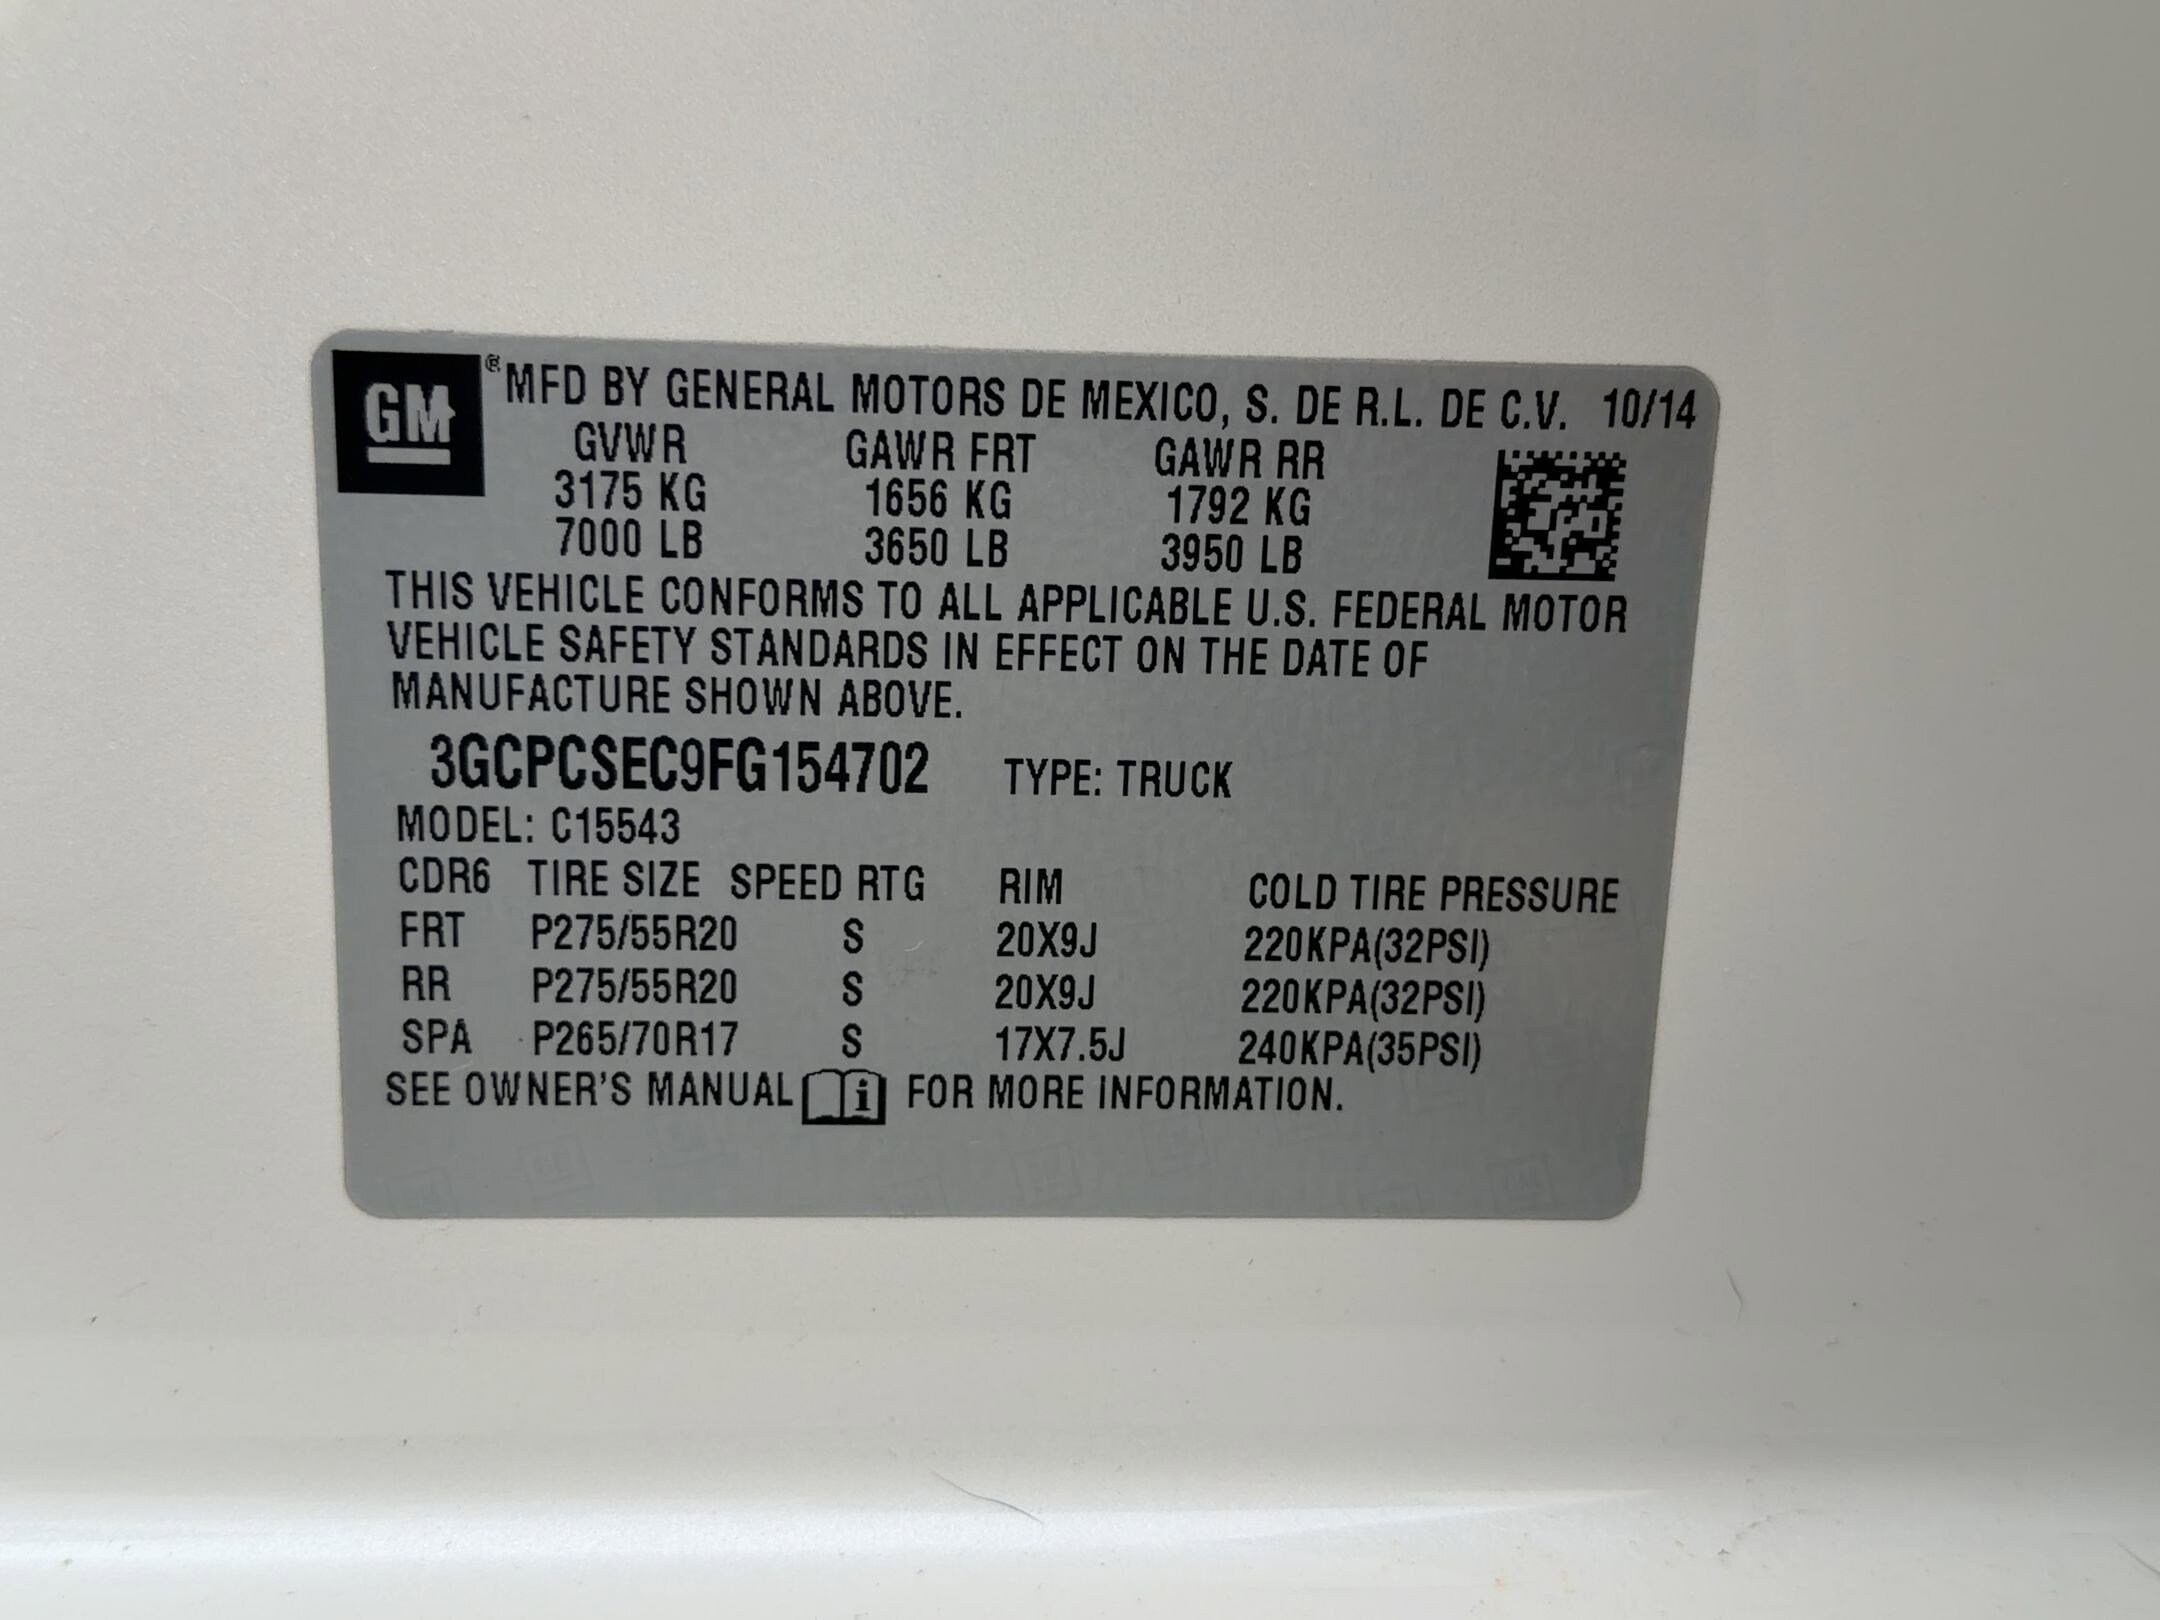 GM ® MFD BY GENERAL MOTORS DE MEXICO, S. DE R.L. DE C.V. 10/14
GVWR GAWR FRT GAWR RR
3175 KG 1656 KG 1792 KG
7000 LB 3650 LB 3950 LB
THIS VEHICLE CONFORMS TO ALL APPLICABLE U.S. FEDERAL MOTOR
VEHICLE SAFETY STANDARDS IN EFFECT ON THE DATE OF
MANUFACTURE SHOWN ABOVE.
3GCPCSEC9FG154702 TYPE: TRUCK
MODEL: C15543
CDR6 TIRE SIZE SPEED RTG RIM COLD TIRE PRESSURE
FRT P275/55R20 S 20X9J 220KPA(32PSI)
RR P275/55R20 S 20X9J 220KPA(32PSI)
SPA P265/70R17 S 17X7.5J 240KPA(35PSI)
SEE OWNER'S MANUAL i FOR MORE INFORMATION.